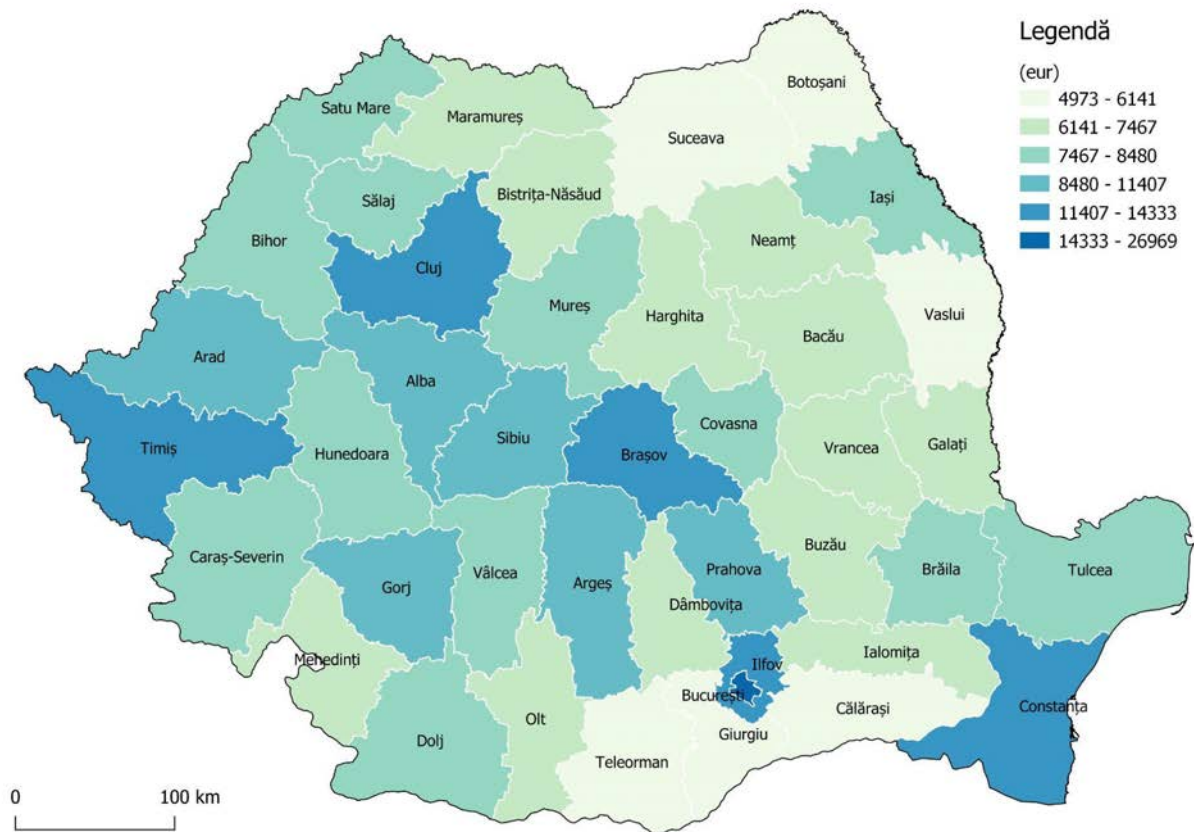 Legendă
(eur)
4973 - 6141
6141 - 7467
7467 - 8480
8480 - 11407
11407 - 14333
14333 - 26969
Botoșani
Satu Mare
Maramureș
Suceava
Bistrița-Năsăud
Iași
Sălaj
Bihor
Neamț
Cluj
Mureș
Harghita
Vaslui
Bacău
Arad
Alba
Covasna
Sibiu
Timiș
Hunedoara
Brașov
Vrancea
Galați
Caraș-Severin
Buzău
Prahova
Brăila
Tulcea
Vâlcea
Argeș
Gorj
Dâmbovița
Mehedinți
Ilfov
Ialomița
București
Călărași
Constanța
Olt
Giurgiu
Dolj
Teleorman
0 100 km